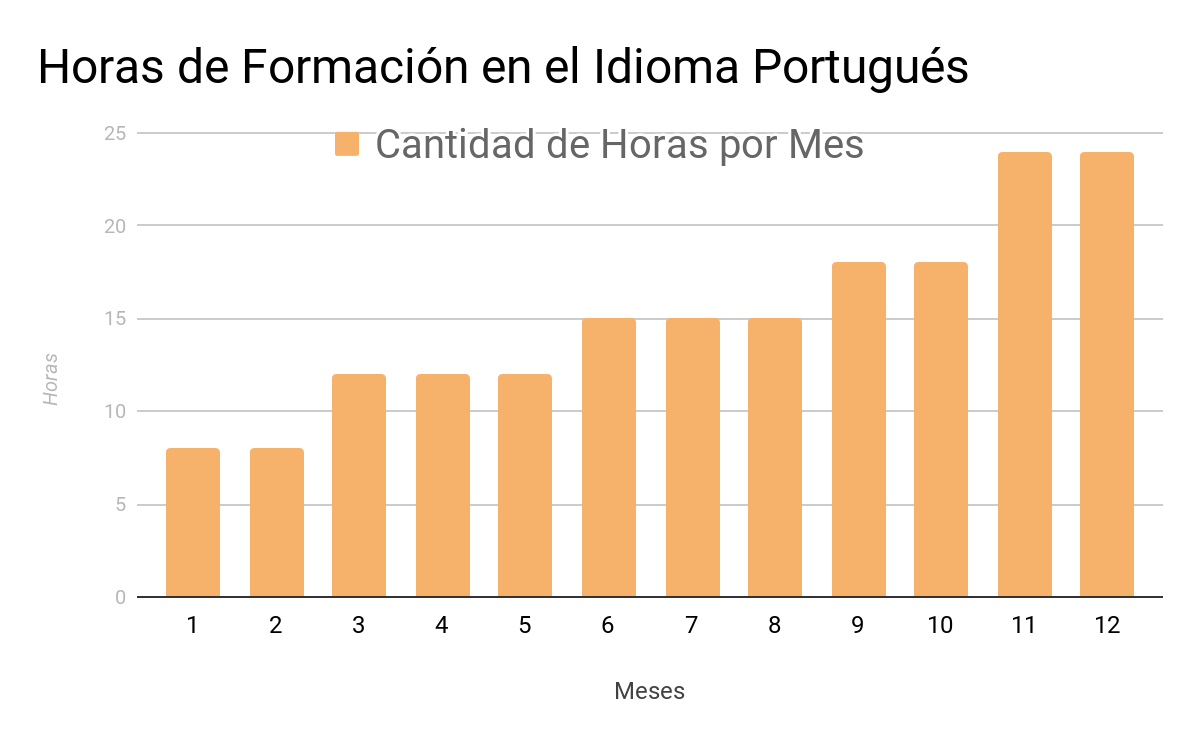 Horas de Formación en el Idioma Portugués
Cantidad de Horas por Mes
25
20
15
10
5
0
Horas
1 2 3 4 5 6 7 8 9 10 11 12
Meses